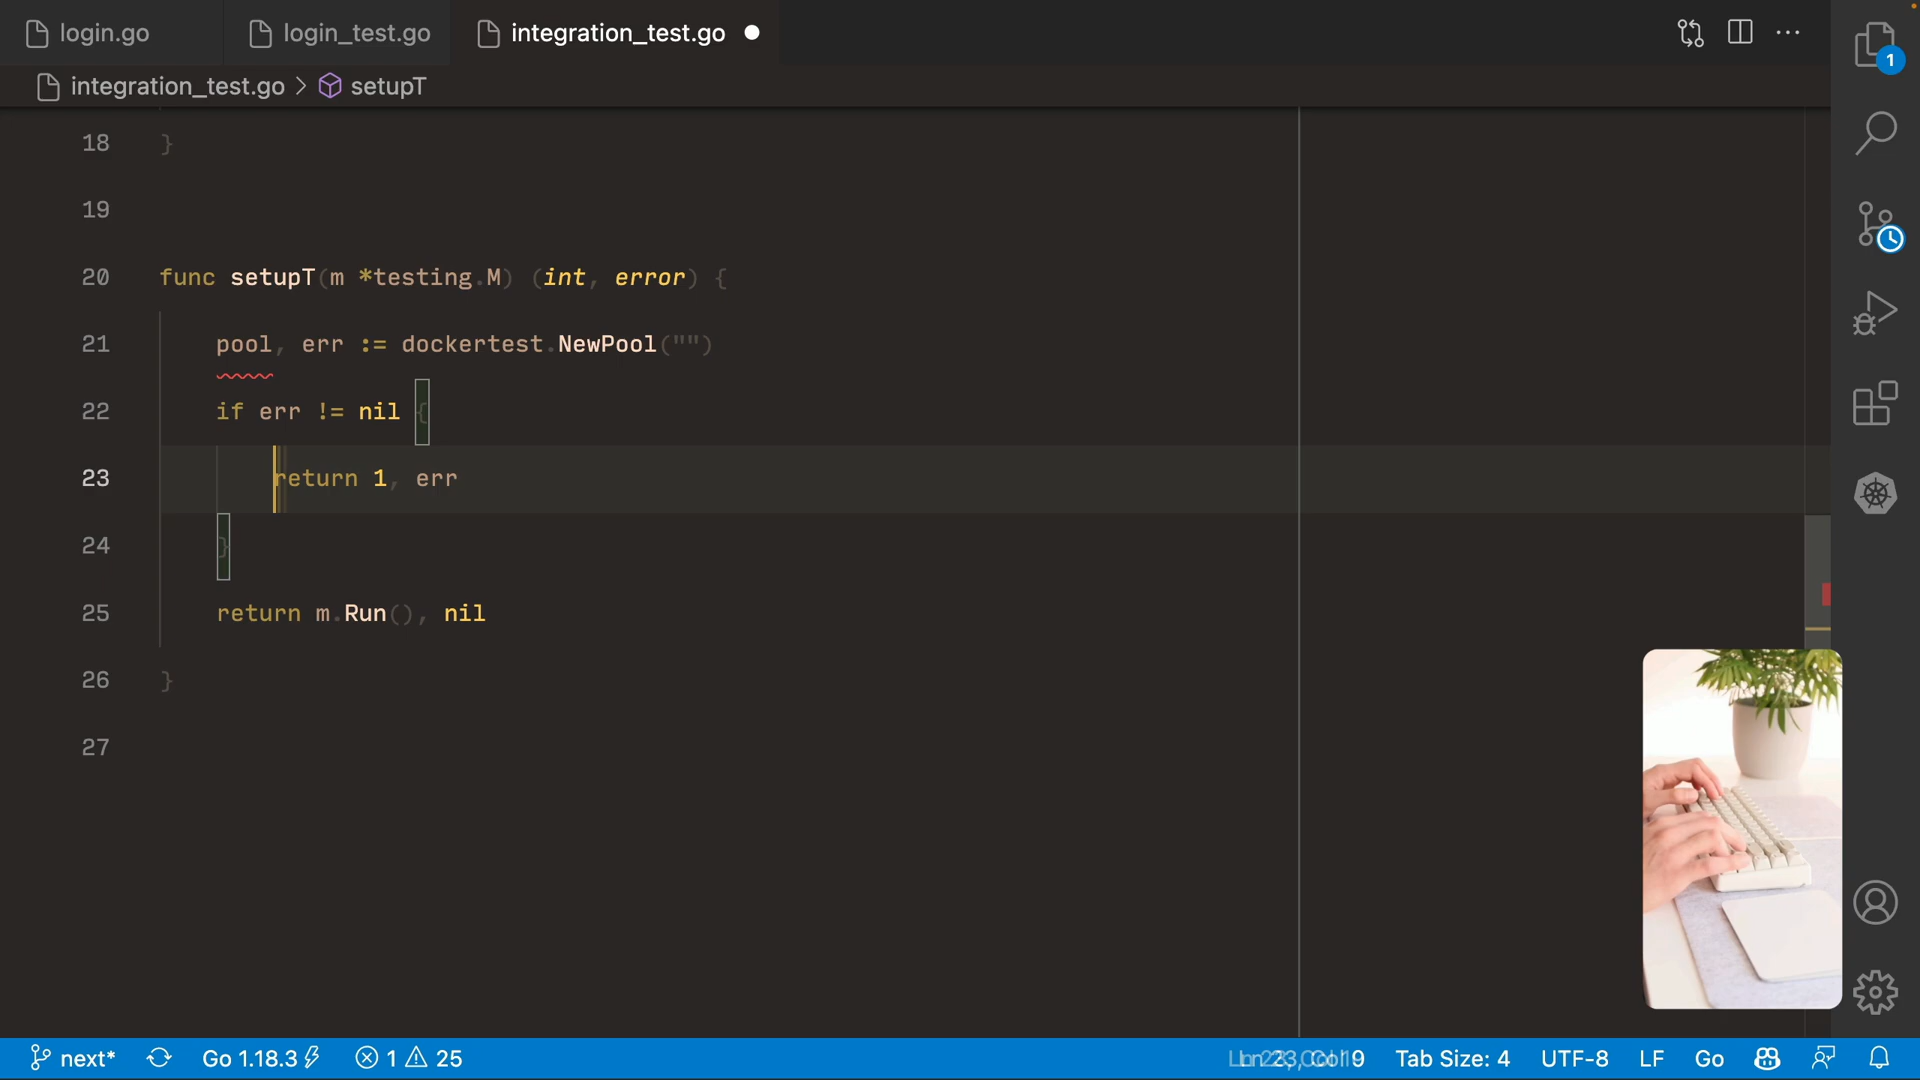 login.go
login_test.go
integration_test.go
integration_test.go > setupT
1
18 }
19
20 func setupT(m *testing.M) (int, error) {
21 pool, err := dockertest.NewPool("")
22 if err != nil {
23 return 1, err
24 }
25 return m.Run(), nil
26 }
27
next*
Go 1.18.3
1
25
Tab Size: 4
UTF-8
LF
Go